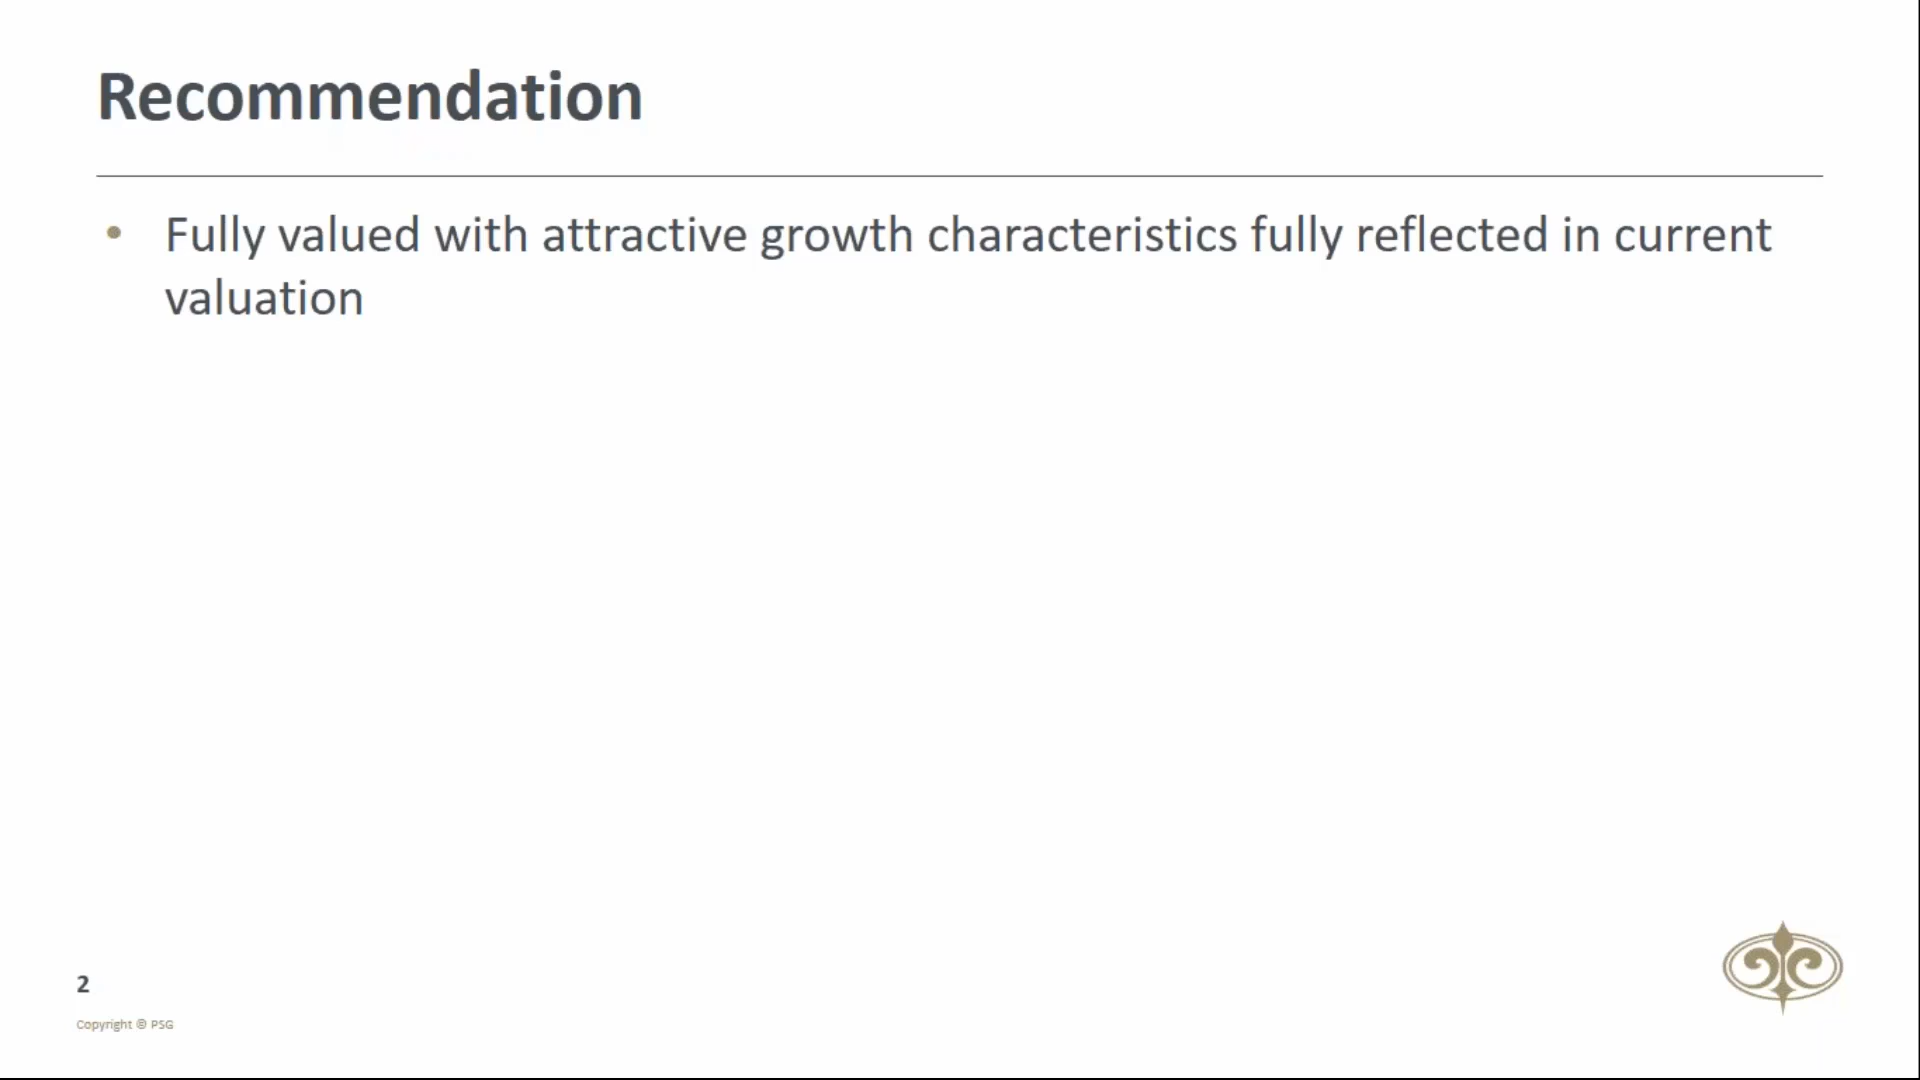 Recommendation
• Fully valued with attractive growth characteristics fully reflected in current
valuation
2
Copyright © PSG